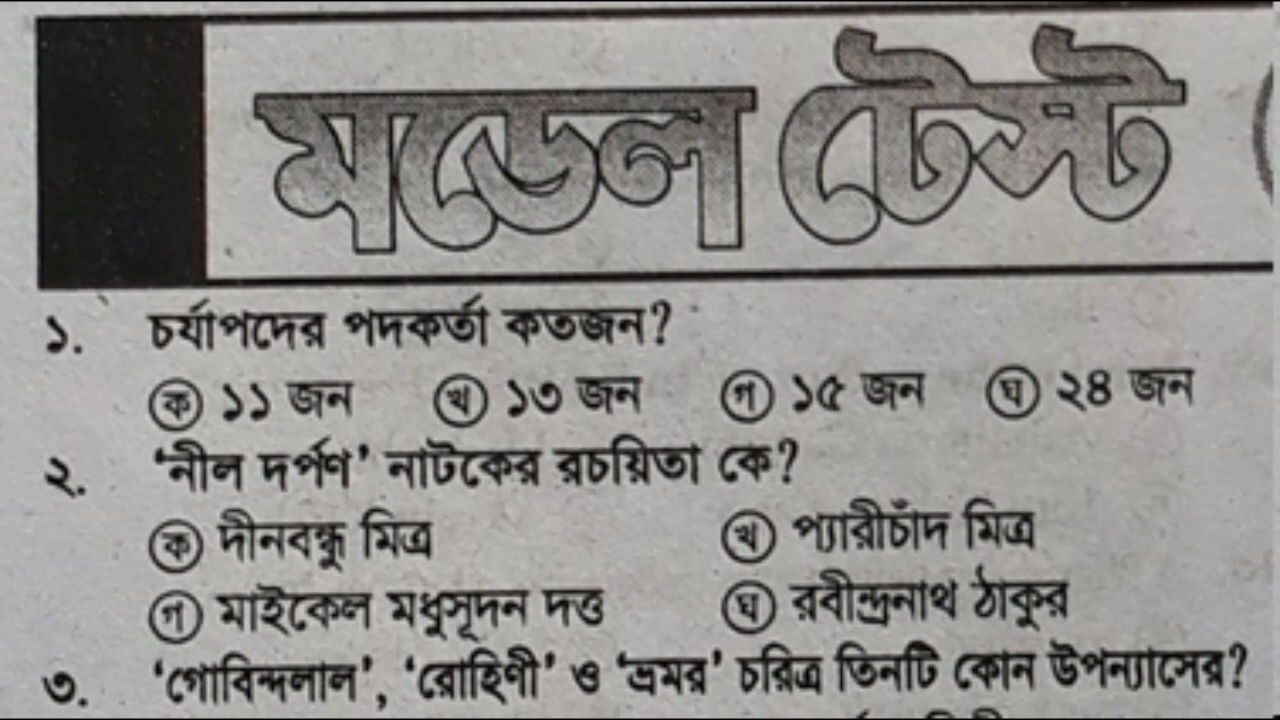 মডেল টেস্ট
১. চর্যাপদের পদকর্তা কতজন?
ক ১১ জন খ ১৩ জন গ ১৫ জন ঘ ২৪ জন
২. ‘নীল দর্পণ’ নাটকের রচয়িতা কে?
ক দীনবন্ধু মিত্র খ প্যারীচাঁদ মিত্র
গ মাইকেল মধুসূদন দত্ত ঘ রবীন্দ্রনাথ ঠাকুর
৩. ‘গোবিন্দলাল’, ‘রোহিণী’ ও ‘ভ্রমর’ চরিত্র তিনটি কোন উপন্যাসের?